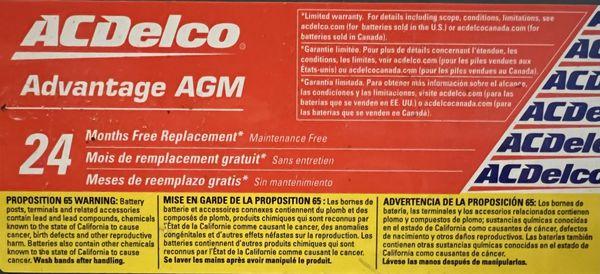 ACDelco
Advantage AGM
*Limited warranty. For details including scope, conditions, limitations, see
acdelco.com (for batteries sold in the U.S.) or acdelcocanada.com (for
batteries sold in Canada).
*Garantie limitée. Pour plus de détails concernant l'étendue, les
conditions, les limites, voir acdelco.com (pour les piles vendues aux
États-unis) ou acdelcocanada.com (pour les piles vendues au Canada).
*Garantía limitada. Para obtener más información sobre el alcance,
las condiciones y las limitaciones, visite acdelco.com (para las
baterías que se venden en EE. UU.) o acdelcocanada.com (para
las baterías que se venden en Canadá).
24
Months Free Replacement* Maintenance Free
Mois de remplacement gratuit* Sans entretien
Meses de reemplazo gratis* Sin mantenimiento
A
AC
ACD
ACDe
ACDelc
ACDelco
PROPOSITION 65 WARNING: Battery
posts, terminals and related accessories
contain lead and lead compounds, chemicals
known to the state of California to cause
cancer, birth defects and other reproductive
harm. Batteries also contain other chemicals
known to the state of California to cause
cancer. Wash hands after handling.
MISE EN GARDE DE LA PROPOSITION 65 : Les bornes de
batterie et accessoires connexes contiennent du plomb et des
composés de plomb, produits chimiques qui sont reconnus par
l'État de la Californie comme causant le cancer, des anomalies
congénitales et d'autres effets néfastes sur la reproduction. Les
batteries contiennent d'autres produits chimiques qui sont
reconnus par l'État de la Californie comme causant le cancer.
Se laver les mains après avoir manipulé le produit.
ADVERTENCIA DE LA PROPOSICIÓN 65: Los bornes de
batería, las terminales y los accesorios relacionados contienen
plomo y compuestos de plomo; sustancias químicas conocidas
en el estado de California como causantes de cáncer, defectos
de nacimiento y otros daños reproductivos. Las baterías también
contienen otras sustancias químicas conocidas en el estado de
California como causantes de cáncer.
Lávese las manos después de manipularlos.